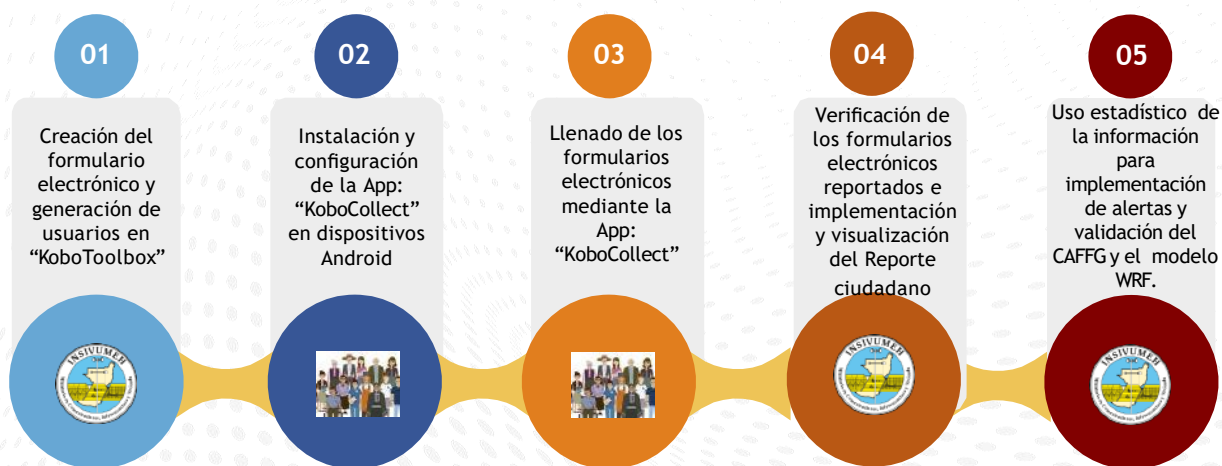 01
Creación del
formulario
electrónico y
generación de
usuarios en
“KoboToolbox”
02
Instalación y
configuración
de la App:
“KoboCollect”
en dispositivos
Android
03
Llenado de los
formularios
electrónicos
mediante la
App:
“KoboCollect”
04
Verificación de
los formularios
electrónicos
reportados e
implementación
y visualización
del Reporte
ciudadano
05
Uso estadístico de
la información
para
implementación
de alertas y
validación del
CAFFG y el modelo
WRF.
INSIVUMEH
INSIVUMEH
INSIVUMEH